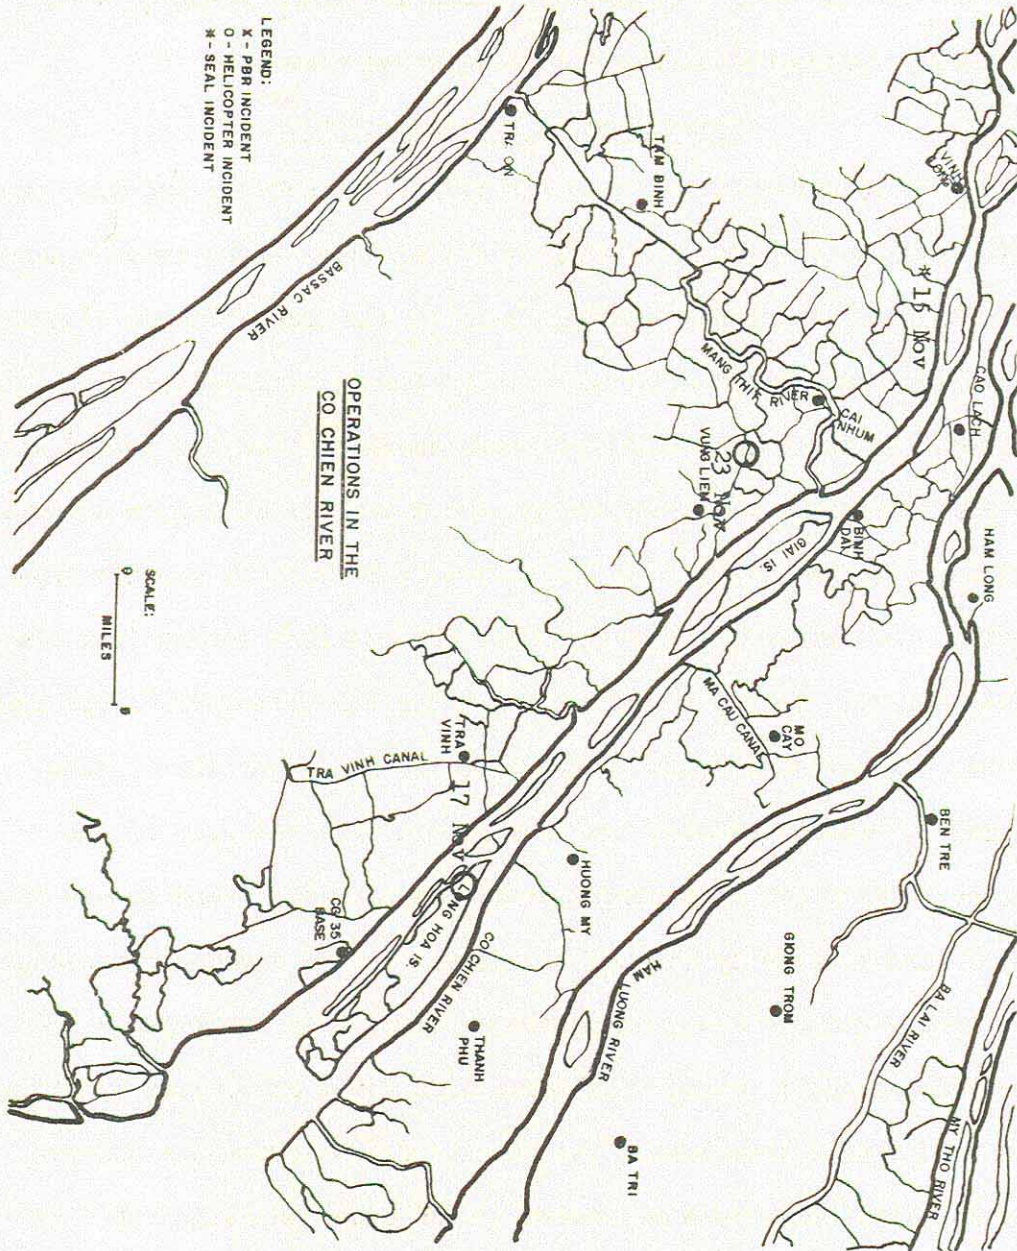 LEGEND:
X - PBR INCIDENT
O - HELICOPTER INCIDENT
* - SEAL INCIDENT
OPERATIONS IN THE
CO CHIEN RIVER
SCALE:
0 5
MILES
BASSAC RIVER
TAM BINH
* 15 NOV
CAO LACH
MANG THIT RIVER
CAI
NHUM
23 NOV
VUNG LIEM
BINH
DAI
GIAI IS.
HAM LONG
MA CAU CANAL
MO
CAY
BEN TRE
TRA
VINH
TRA VINH CANAL
17 NOV
HUONG MY
LONG HOA IS.
CO CHIEN RIVER
CG 35
BASE
THANH
PHU
HAM LUONG RIVER
GIONG TROM
BA LAI RIVER
MY THO RIVER
BA TRI